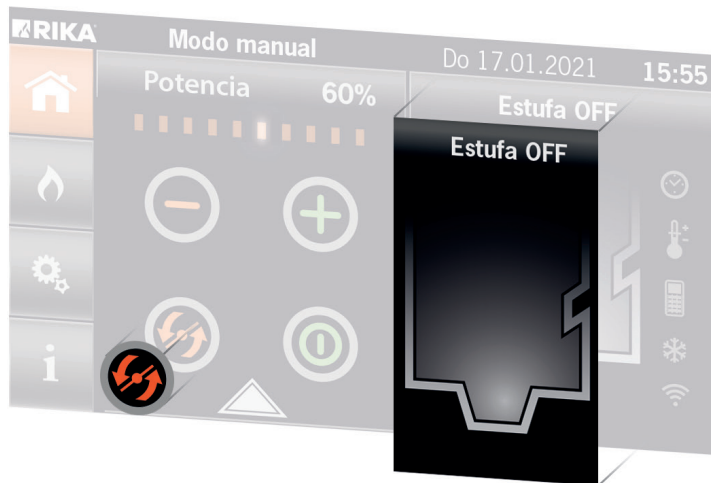 RIKA
Modo manual
Do 17.01.2021
15:55
Potencia
60%
Estufa OFF
Estufa OFF